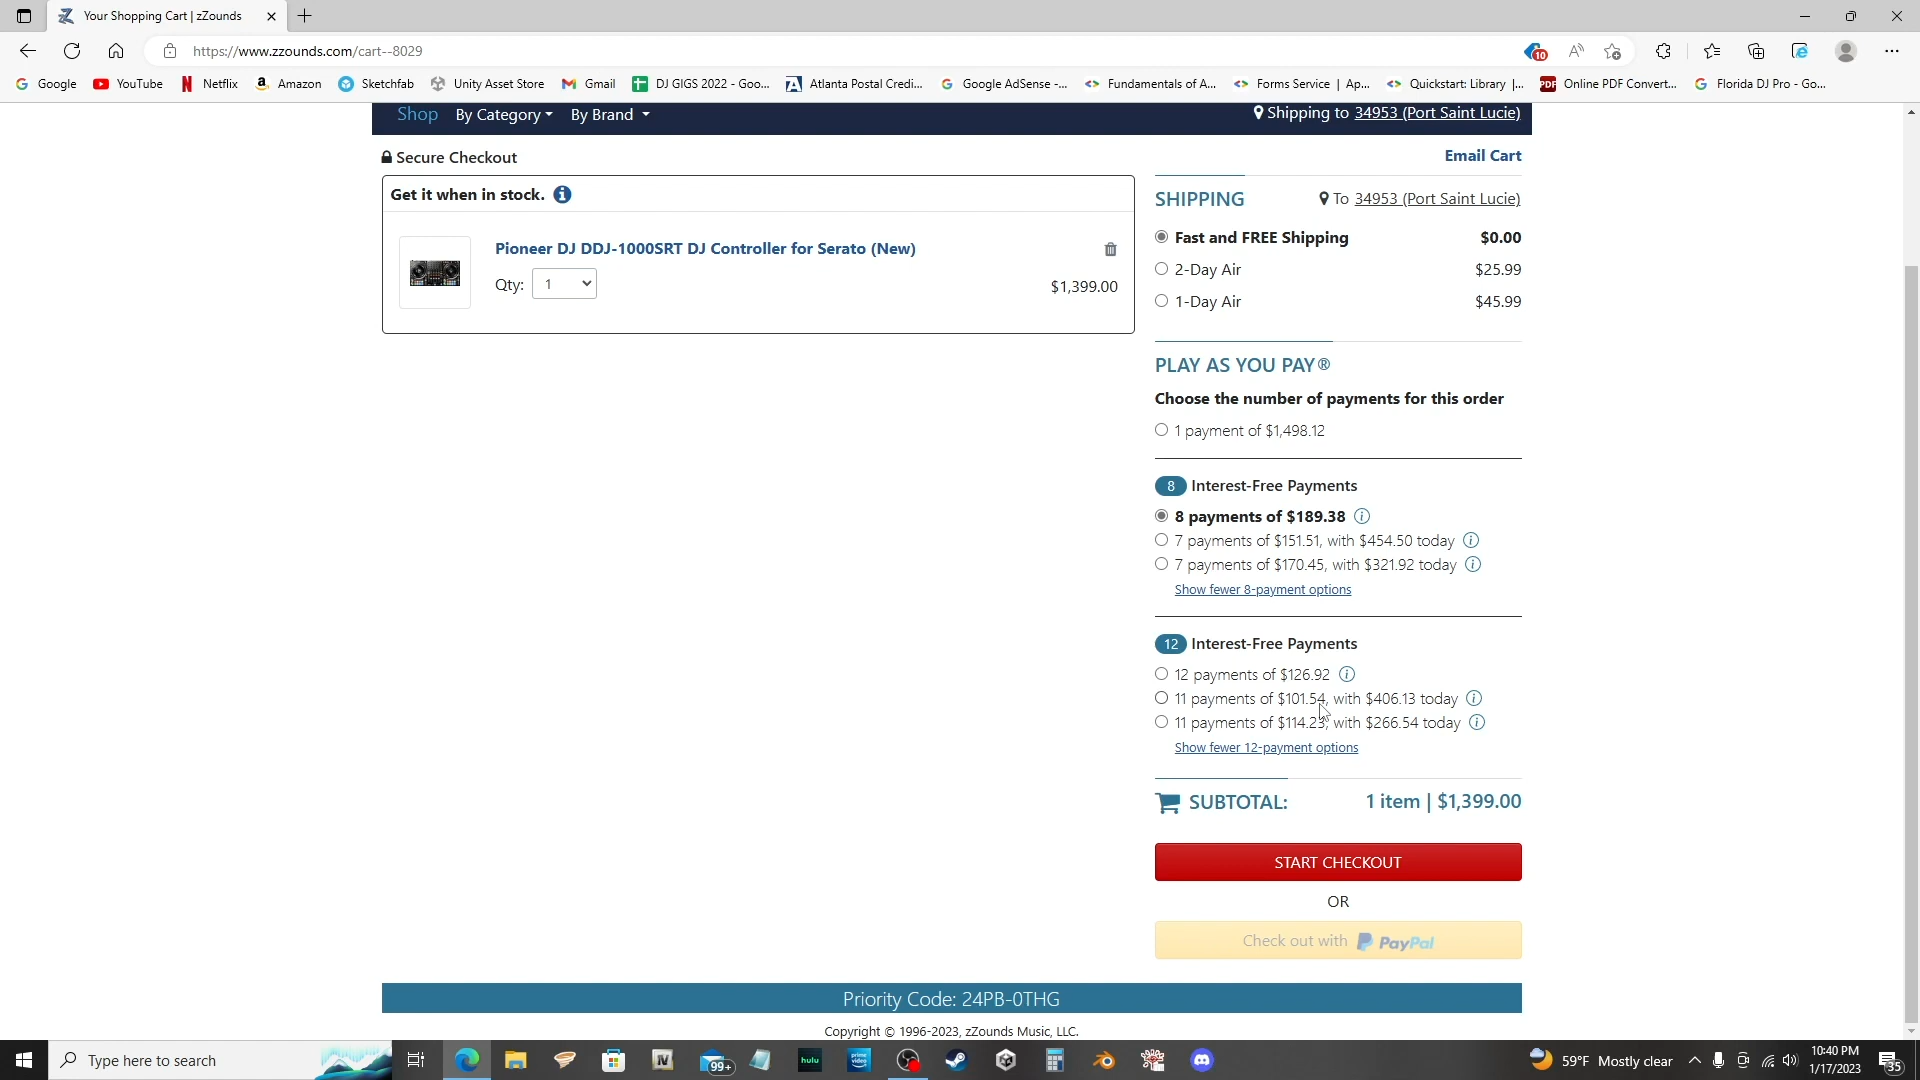 Your Shopping Cart | zZounds
https://www.zzounds.com/cart--8029
10
Google
YouTube
Netflix
Amazon
Sketchfab
Unity Asset Store
Gmail
DJ GIGS 2022 - Goo...
Atlanta Postal Credi...
Google AdSense -...
Fundamentals of A...
Forms Service | Ap...
Quickstart: Library |...
PDF Online PDF Convert...
Florida DJ Pro - Go...
Shop By Category By Brand Shipping to 34953 (Port Saint Lucie)
Secure Checkout Email Cart
Get it when in stock.
Pioneer DJ DDJ-1000SRT DJ Controller for Serato (New)
Qty: 1 $1,399.00
SHIPPING To 34953 (Port Saint Lucie)
Fast and FREE Shipping $0.00
2-Day Air $25.99
1-Day Air $45.99
PLAY AS YOU PAY®
Choose the number of payments for this order
1 payment of $1,498.12
8 Interest-Free Payments
8 payments of $189.38
7 payments of $151.51, with $454.50 today
7 payments of $170.45, with $321.92 today
Show fewer 8-payment options
12 Interest-Free Payments
12 payments of $126.92
11 payments of $101.54, with $406.13 today
11 payments of $114.23, with $266.54 today
Show fewer 12-payment options
SUBTOTAL: 1 item | $1,399.00
START CHECKOUT
OR
Check out with PayPal
Priority Code: 24PB-0THG
Copyright © 1996-2023, zZounds Music, LLC.
Type here to search
IV
99+
hulu
prime video
59°F Mostly clear
10:40 PM
1/17/2023
35